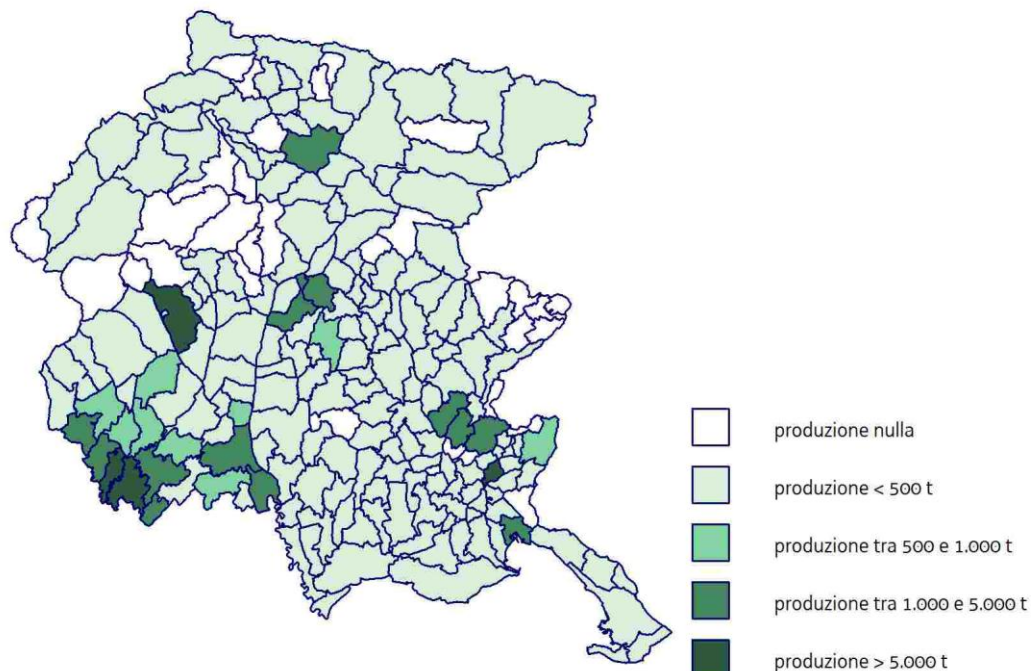 produzione nulla
produzione < 500 t
produzione tra 500 e 1.000 t
produzione tra 1.000 e 5.000 t
produzione > 5.000 t